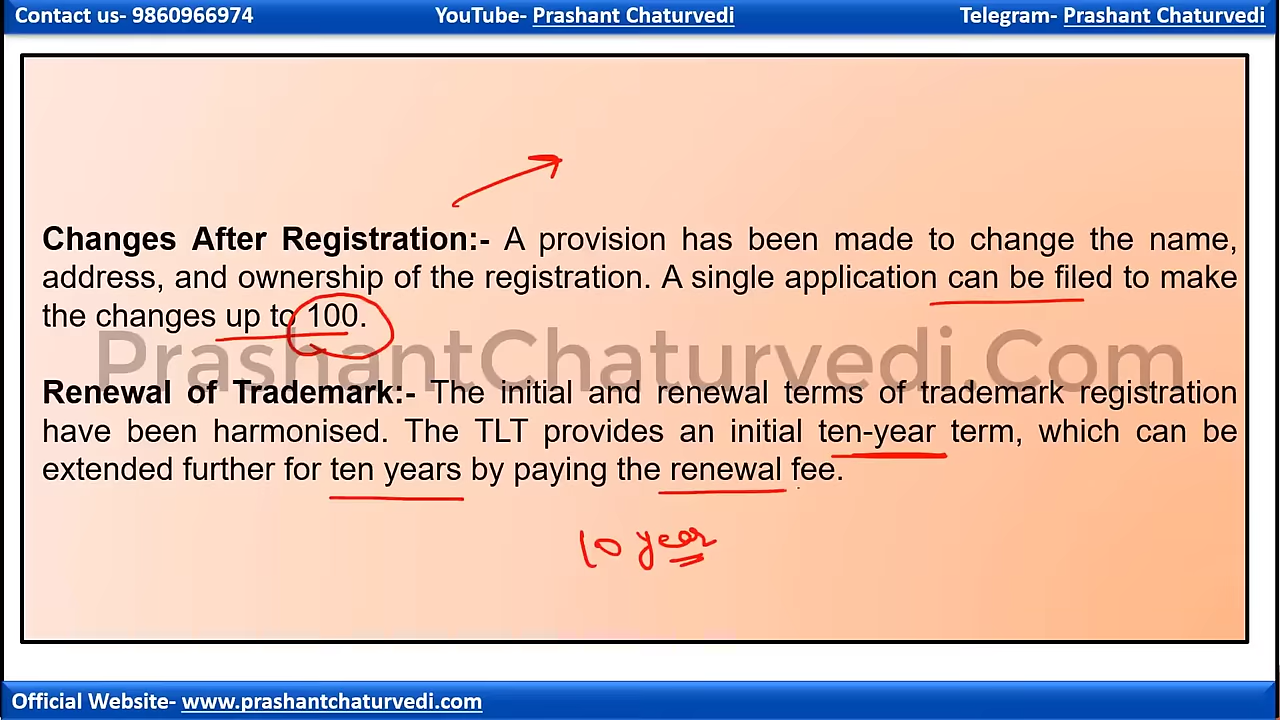 Contact us- 9860966974 YouTube- Prashant Chaturvedi Telegram- Prashant Chaturvedi
Changes After Registration:- A provision has been made to change the name,
address, and ownership of the registration. A single application can be filed to make
the changes up to 100.
PrashantChaturvedi.Com
Renewal of Trademark:- The initial and renewal terms of trademark registration
have been harmonised. The TLT provides an initial ten-year term, which can be
extended further for ten years by paying the renewal fee.
10 year
Official Website- www.prashantchaturvedi.com